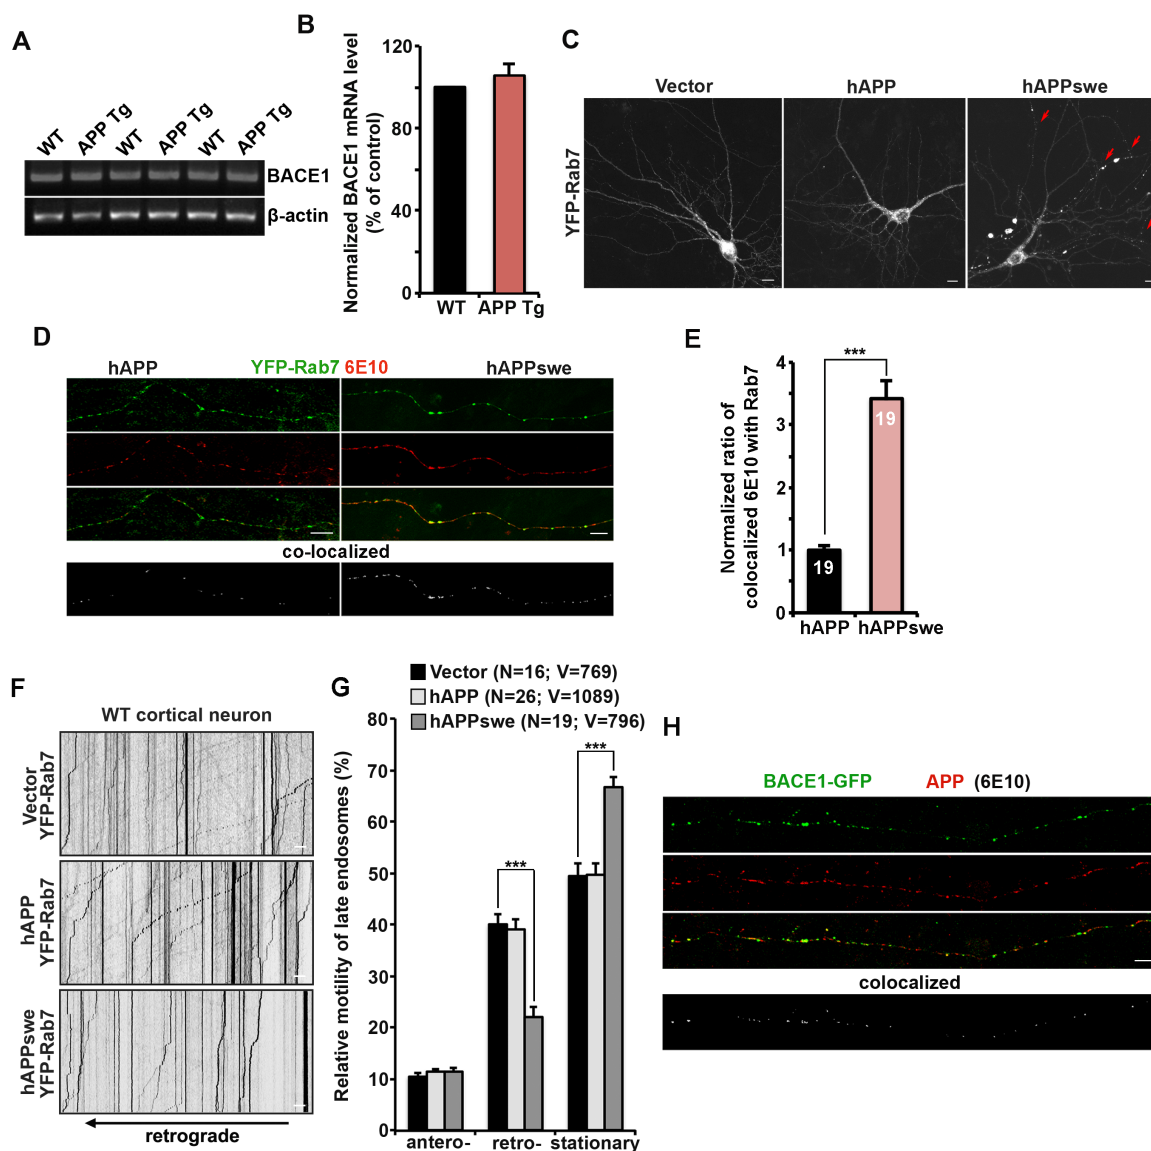 A
WT
APP Tg
WT
APP Tg
WT
APP Tg
BACE1
β-actin
B
Normalized BACE1 mRNA level
(% of control)
120
80
40
0
WT
APP Tg
C
Vector
hAPP
hAPPswe
YFP-Rab7
D
hAPP
YFP-Rab7 6E10
hAPPswe
co-localized
E
Normalized ratio of
colocalized 6E10 with Rab7
4
3
2
1
0
***
19
19
hAPP
hAPPswe
F
WT cortical neuron
Vector
YFP-Rab7
hAPP
YFP-Rab7
hAPPswe
YFP-Rab7
retrograde
G
Vector (N=16; V=769)
hAPP (N=26; V=1089)
hAPPswe (N=19; V=796)
Relative motility of late endosomes (%)
80
70
60
50
40
30
20
10
0
***
***
antero-
retro-
stationary
H
BACE1-GFP
APP (6E10)
colocalized